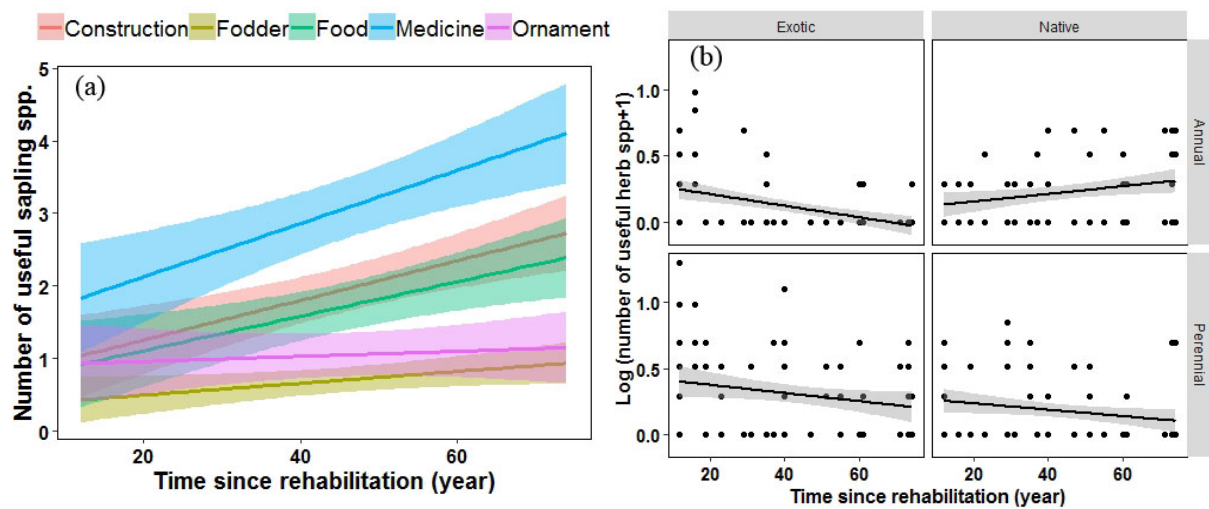 Construction Fodder Food Medicine Ornament
(a)
Number of useful sapling spp.
5
4
3
2
1
0
20 40 60
Time since rehabilitation (year)
(b)
Exotic Native
Log (number of useful herb spp+1)
1.0
0.5
0.0
Annual
1.0
0.5
0.0
Perennial
20 40 60 20 40 60
Time since rehabilitation (year)